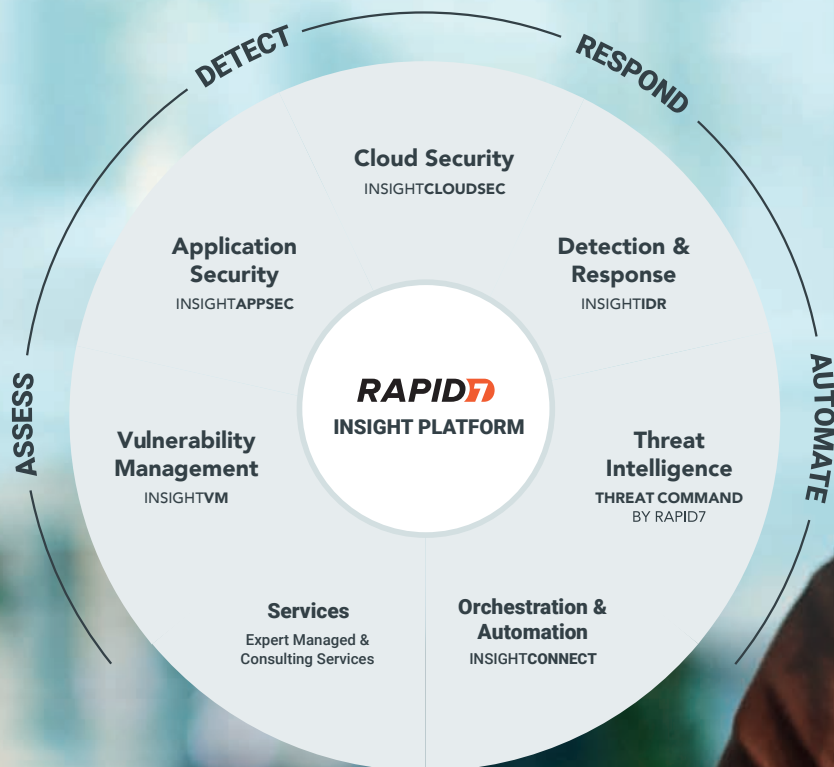 DETECT
RESPOND
ASSESS
AUTOMATE
Cloud Security
INSIGHTCLOUDSEC
Application
Security
INSIGHTAPPSEC
Detection &
Response
INSIGHTIDR
RAPID7
INSIGHT PLATFORM
Vulnerability
Management
INSIGHTVM
Threat
Intelligence
THREAT COMMAND
BY RAPID7
Services
Expert Managed &
Consulting Services
Orchestration &
Automation
INSIGHTCONNECT